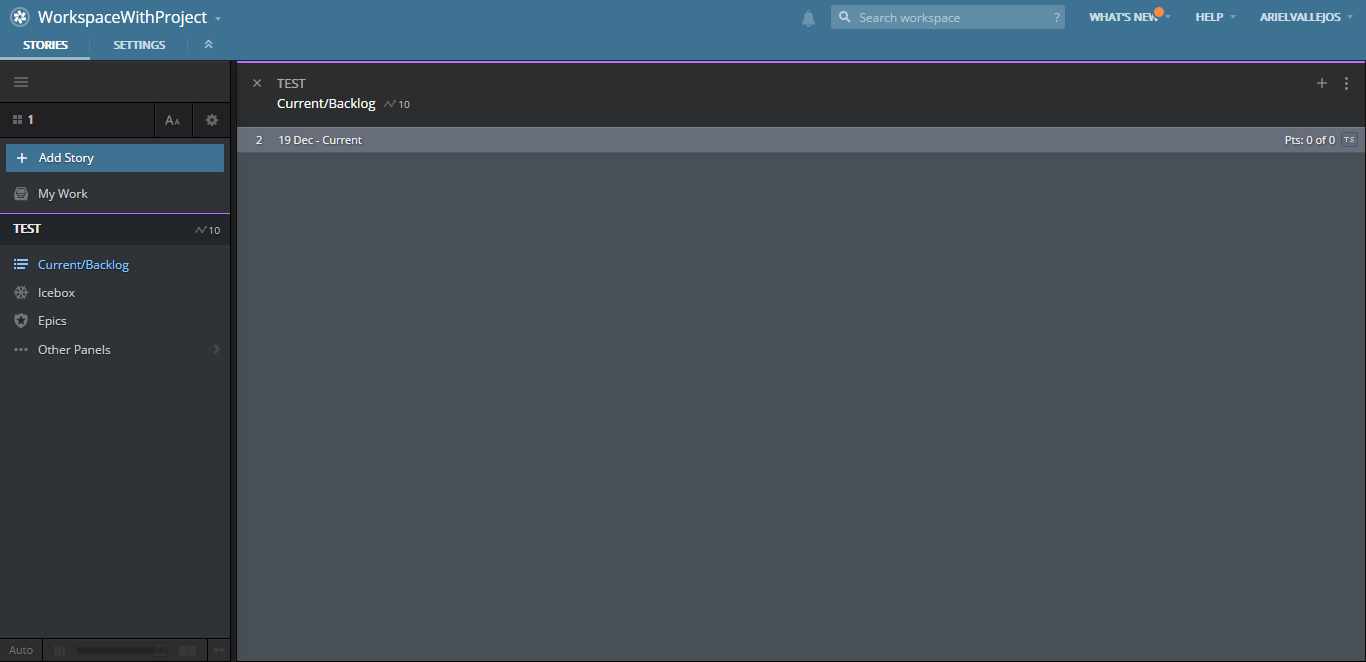 WorkspaceWithProject
Search workspace ?
WHAT'S NEW
HELP
ARIELVALLEJOS
STORIES
SETTINGS
1
AA
Add Story
My Work
TEST 10
Current/Backlog
Icebox
Epics
Other Panels
Auto
TEST
Current/Backlog 10
2 19 Dec - Current Pts: 0 of 0 TS